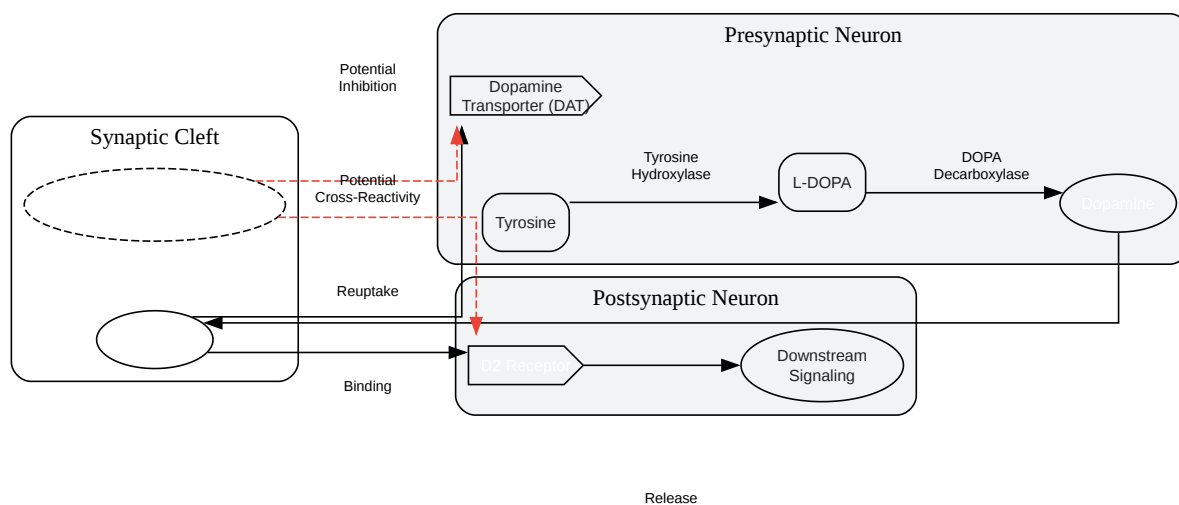 Presynaptic Neuron
Potential
Inhibition
Dopamine
Transporter (DAT)
Synaptic Cleft
Tyrosine
Hydroxylase
DOPA
Decarboxylase
Potential
Cross-Reactivity
L-DOPA
Dopamine
Tyrosine
Reuptake
Postsynaptic Neuron
D2 Receptor
Downstream
Signaling
Binding
Release